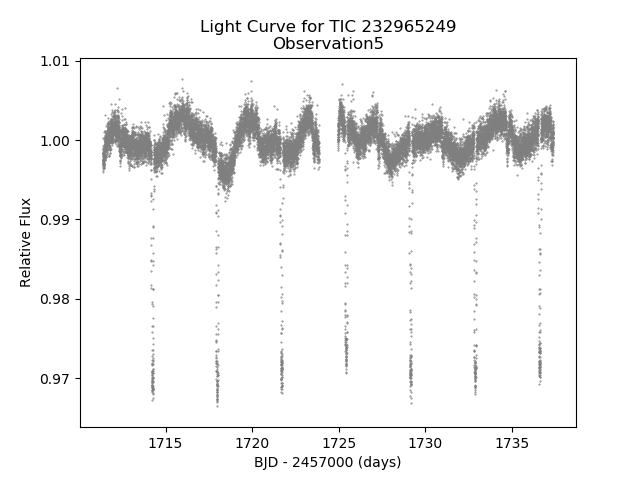 Light Curve for TIC 232965249
Observation5
1.01
1.00
0.99
0.98
0.97
Relative Flux
1715
1720
1725
1730
1735
BJD - 2457000 (days)